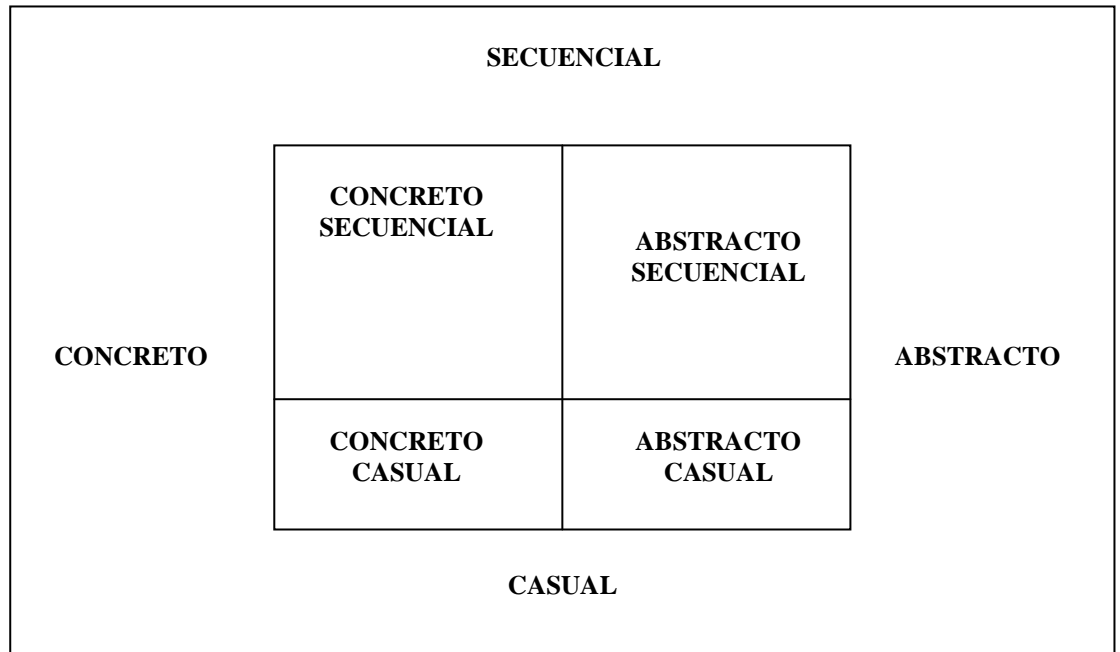 SECUENCIAL
CONCRETO
SECUENCIAL
ABSTRACTO
SECUENCIAL
CONCRETO
ABSTRACTO
CONCRETO
CASUAL
ABSTRACTO
CASUAL
CASUAL